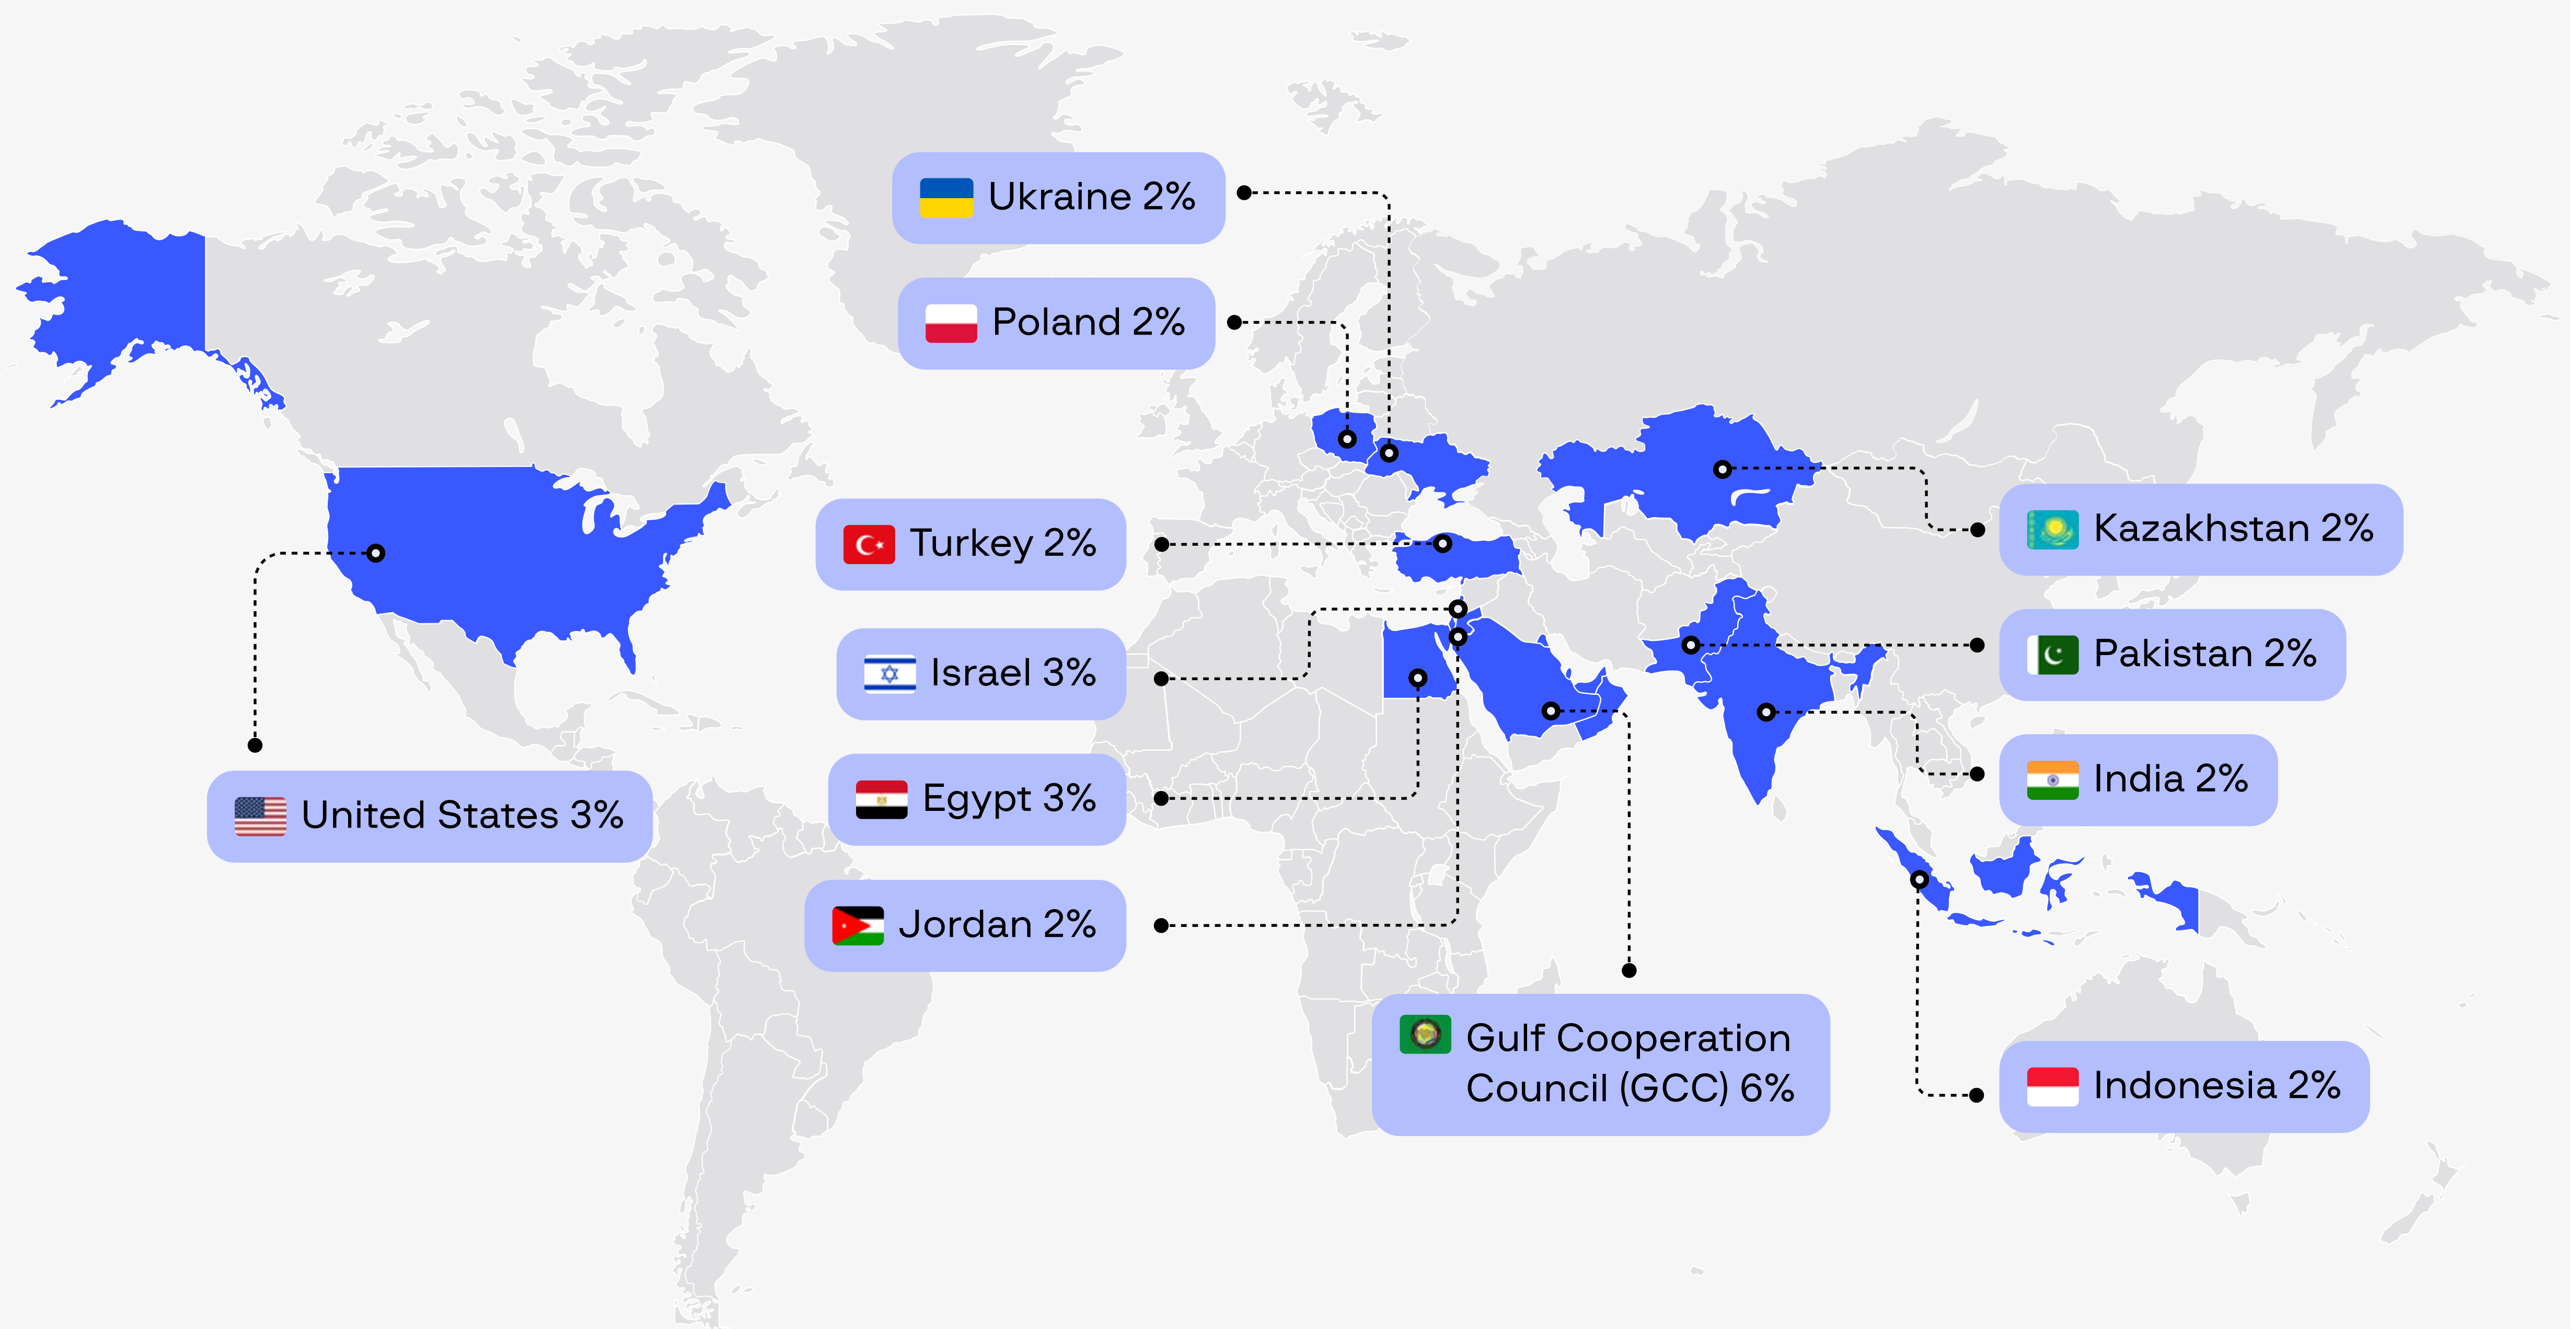 Ukraine 2%
Poland 2%
Turkey 2%
Israel 3%
Egypt 3%
Jordan 2%
United States 3%
Gulf Cooperation
Council (GCC) 6%
Kazakhstan 2%
Pakistan 2%
India 2%
Indonesia 2%